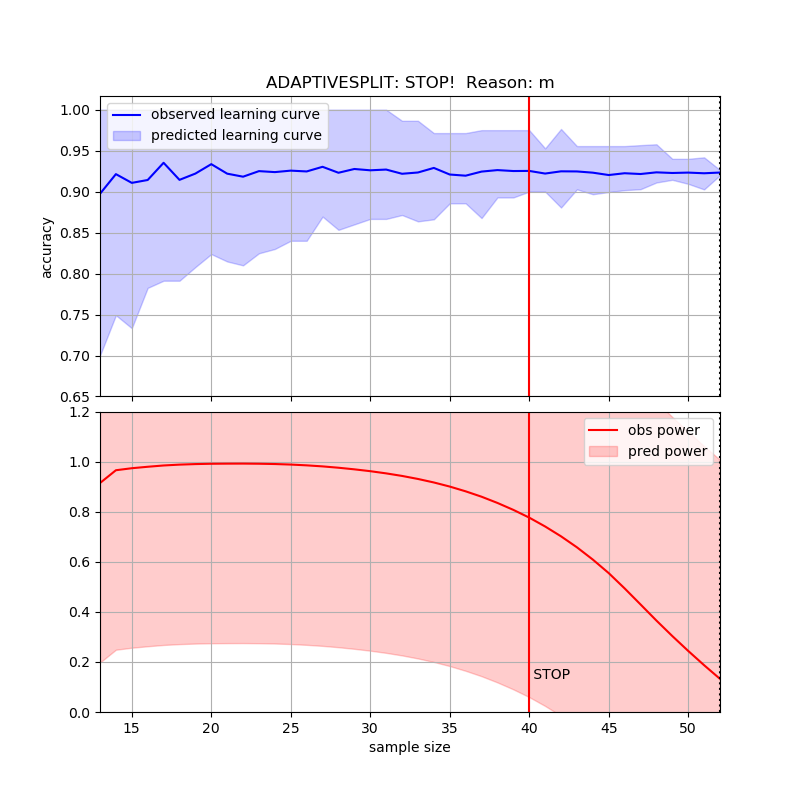 ADAPTIVESPLIT: STOP!  Reason: m
1.00
0.95
0.90
0.85
0.80
0.75
0.70
0.65
accuracy
observed learning curve
predicted learning curve
1.2
1.0
0.8
0.6
0.4
0.2
0.0
obs power
pred power
STOP
15 20 25 30 35 40 45 50
sample size